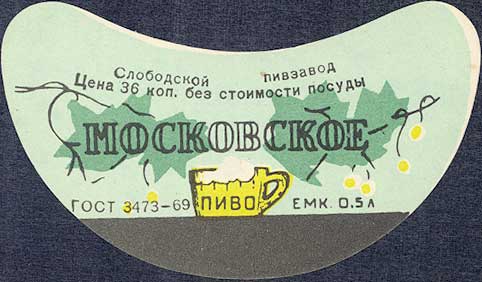 Слободской пивзавод
Цена 36 коп. без стоимости посуды
МОСКОВСКОЕ
ГОСТ 3473-69 ПИВО ЕМК. 0,5 Л